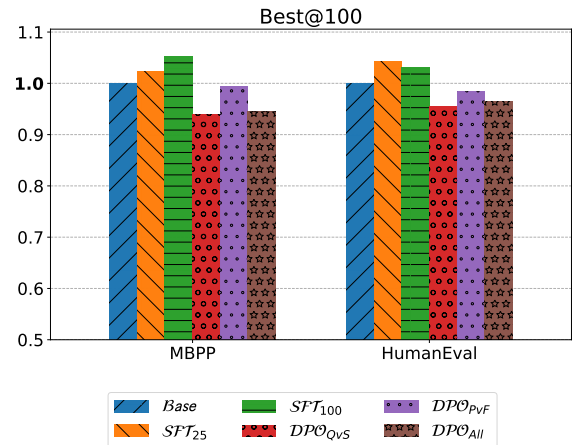 Best@100
1.1
1.0
0.9
0.8
0.7
0.6
0.5
MBPP HumanEval
Base SFT100 DPOPvF
SFT25 DPOQvS DPOAll